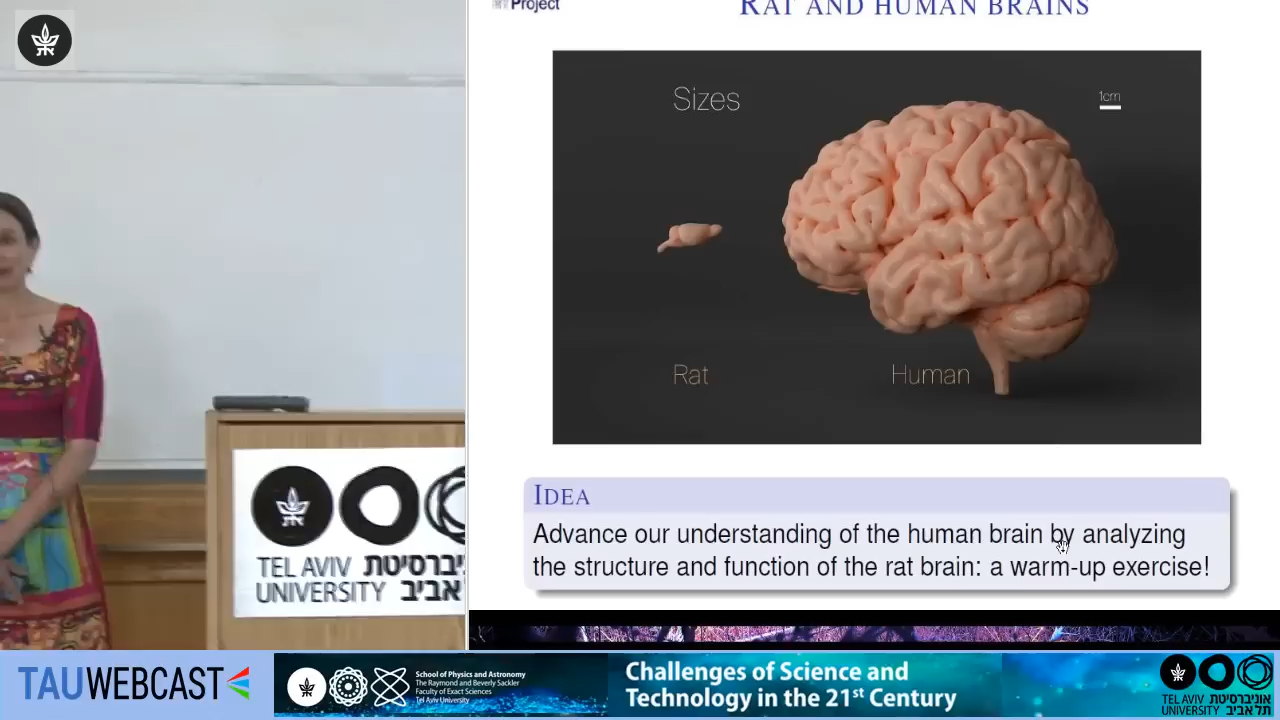 Project
RAT AND HUMAN BRAINS
Sizes
1cm
Rat
Human
IDEA
Advance our understanding of the human brain by analyzing
the structure and function of the rat brain: a warm-up exercise!
TEL AVIV
UNIVERSITY
אביב
TAUWEBCAST
School of Physics and Astronomy
The Raymond and Beverly Sackler
Faculty of Exact Sciences
Tel Aviv University
Challenges of Science and
Technology in the 21st Century
TEL AVIV אוניברסיטת
UNIVERSITY תל אביב